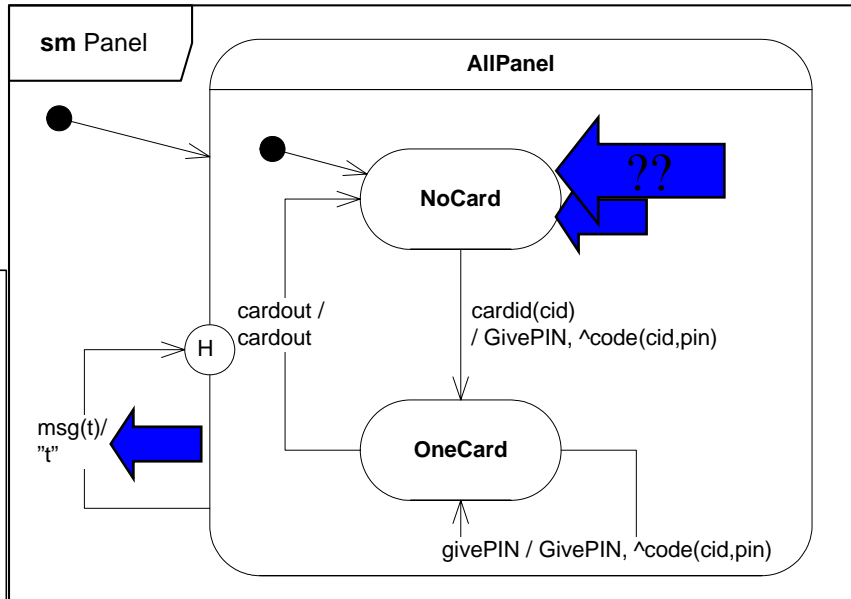 sm Panel
AllPanel
??
NoCard
cardout /
cardout
cardid(cid)
/ GivePIN, ^code(cid,pin)
H
msg(t)/
”t”
OneCard
givePIN / GivePIN, ^code(cid,pin)